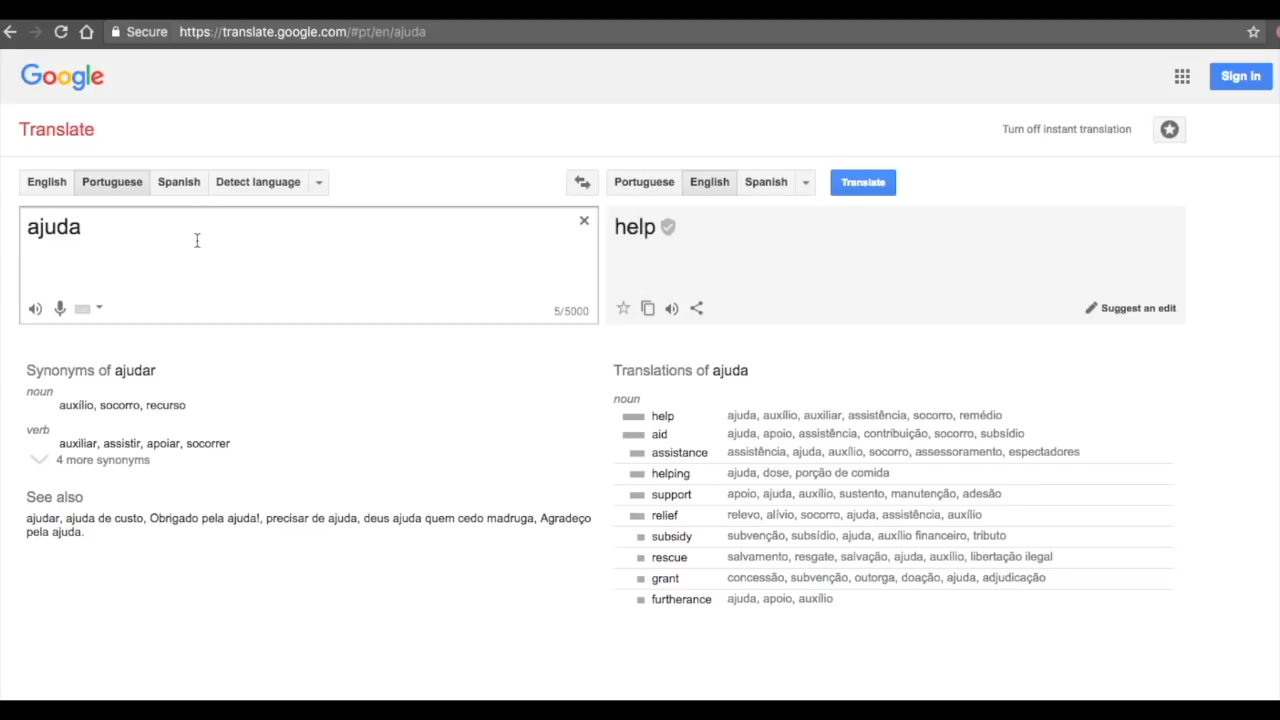 Secure https://translate.google.com/#pt/en/ajuda
Google
Sign in
Translate
Turn off instant translation
English Portuguese Spanish Detect language
Portuguese English Spanish Translate
ajuda
help
5/5000
Suggest an edit
Synonyms of ajudar
noun
auxílio, socorro, recurso
verb
auxiliar, assistir, apoiar, socorrer
4 more synonyms
See also
ajudar, ajuda de custo, Obrigado pela ajuda!, precisar de ajuda, deus ajuda quem cedo madruga, Agradeço
pela ajuda.
Translations of ajuda
noun
help ajuda, auxílio, auxiliar, assistência, socorro, remédio
aid ajuda, apoio, assistência, contribuição, socorro, subsídio
assistance assistência, ajuda, auxílio, socorro, assessoramento, espectadores
helping ajuda, dose, porção de comida
support apoio, ajuda, auxílio, sustento, manutenção, adesão
relief relevo, alívio, socorro, ajuda, assistência, auxílio
subsidy subvenção, subsídio, ajuda, auxílio financeiro, tributo
rescue salvamento, resgate, salvação, ajuda, auxílio, libertação ilegal
grant concessão, subvenção, outorga, doação, ajuda, adjudicação
furtherance ajuda, apoio, auxílio